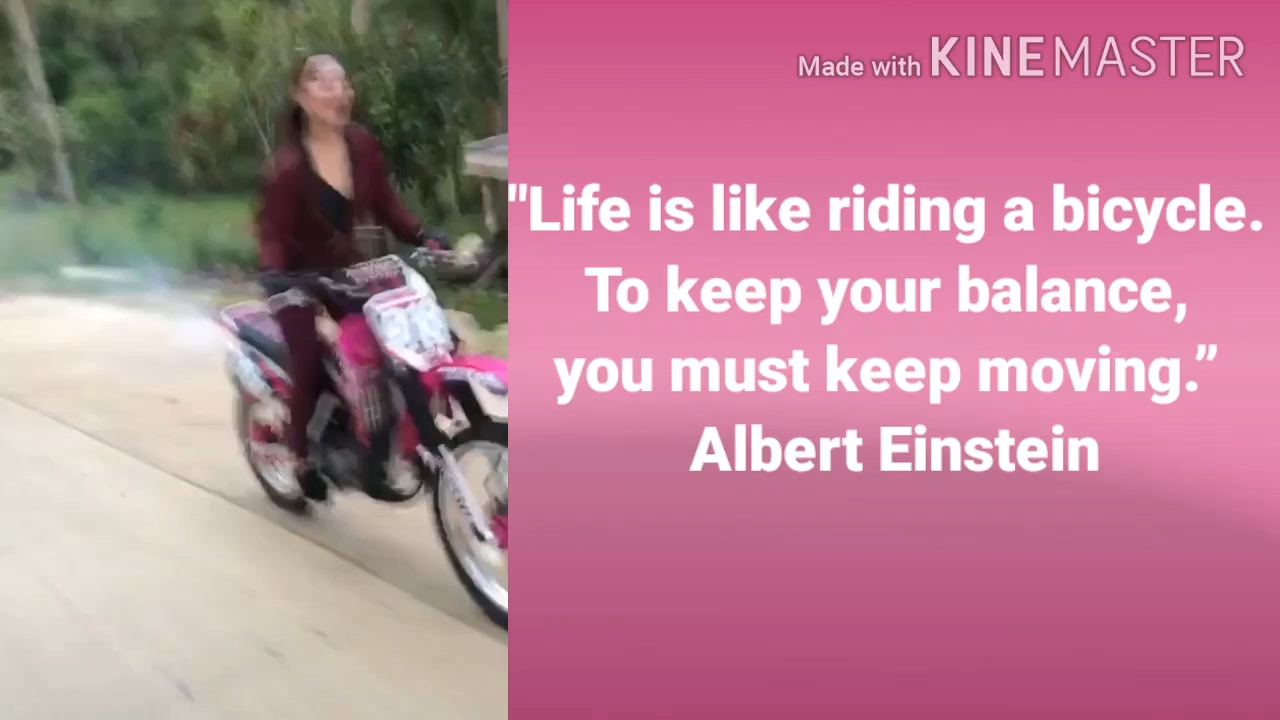 Made with KINEMASTER
"Life is like riding a bicycle.
To keep your balance,
you must keep moving.”
Albert Einstein